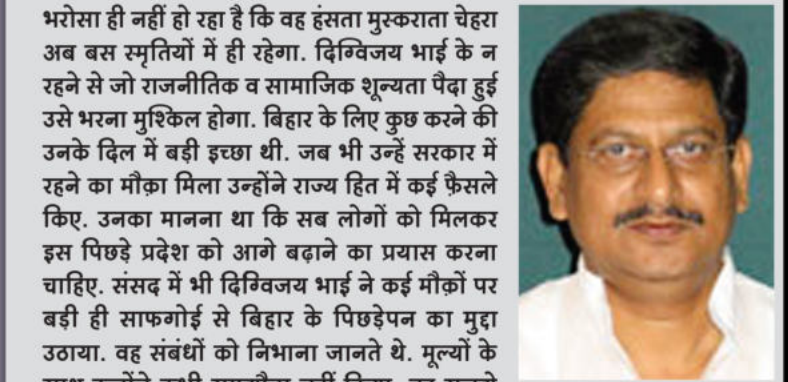 भरोसा ही नहीं हो रहा है कि वह हंसता मुस्कराता चेहरा
अब बस स्मृतियों में ही रहेगा. दिग्विजय भाई के न
रहने से जो राजनीतिक व सामाजिक शून्यता पैदा हुई
उसे भरना मुश्किल होगा. बिहार के लिए कुछ करने की
उनके दिल में बड़ी इच्छा थी. जब भी उन्हें सरकार में
रहने का मौक़ा मिला उन्होंने राज्य हित में कई फ़ैसले
किए. उनका मानना था कि सब लोगों को मिलकर
इस पिछड़े प्रदेश को आगे बढ़ाने का प्रयास करना
चाहिए. संसद में भी दिग्विजय भाई ने कई मौक़ों पर
बड़ी ही साफगोई से बिहार के पिछड़ेपन का मुद्दा
उठाया. वह संबंधों को निभाना जानते थे. मूल्यों के